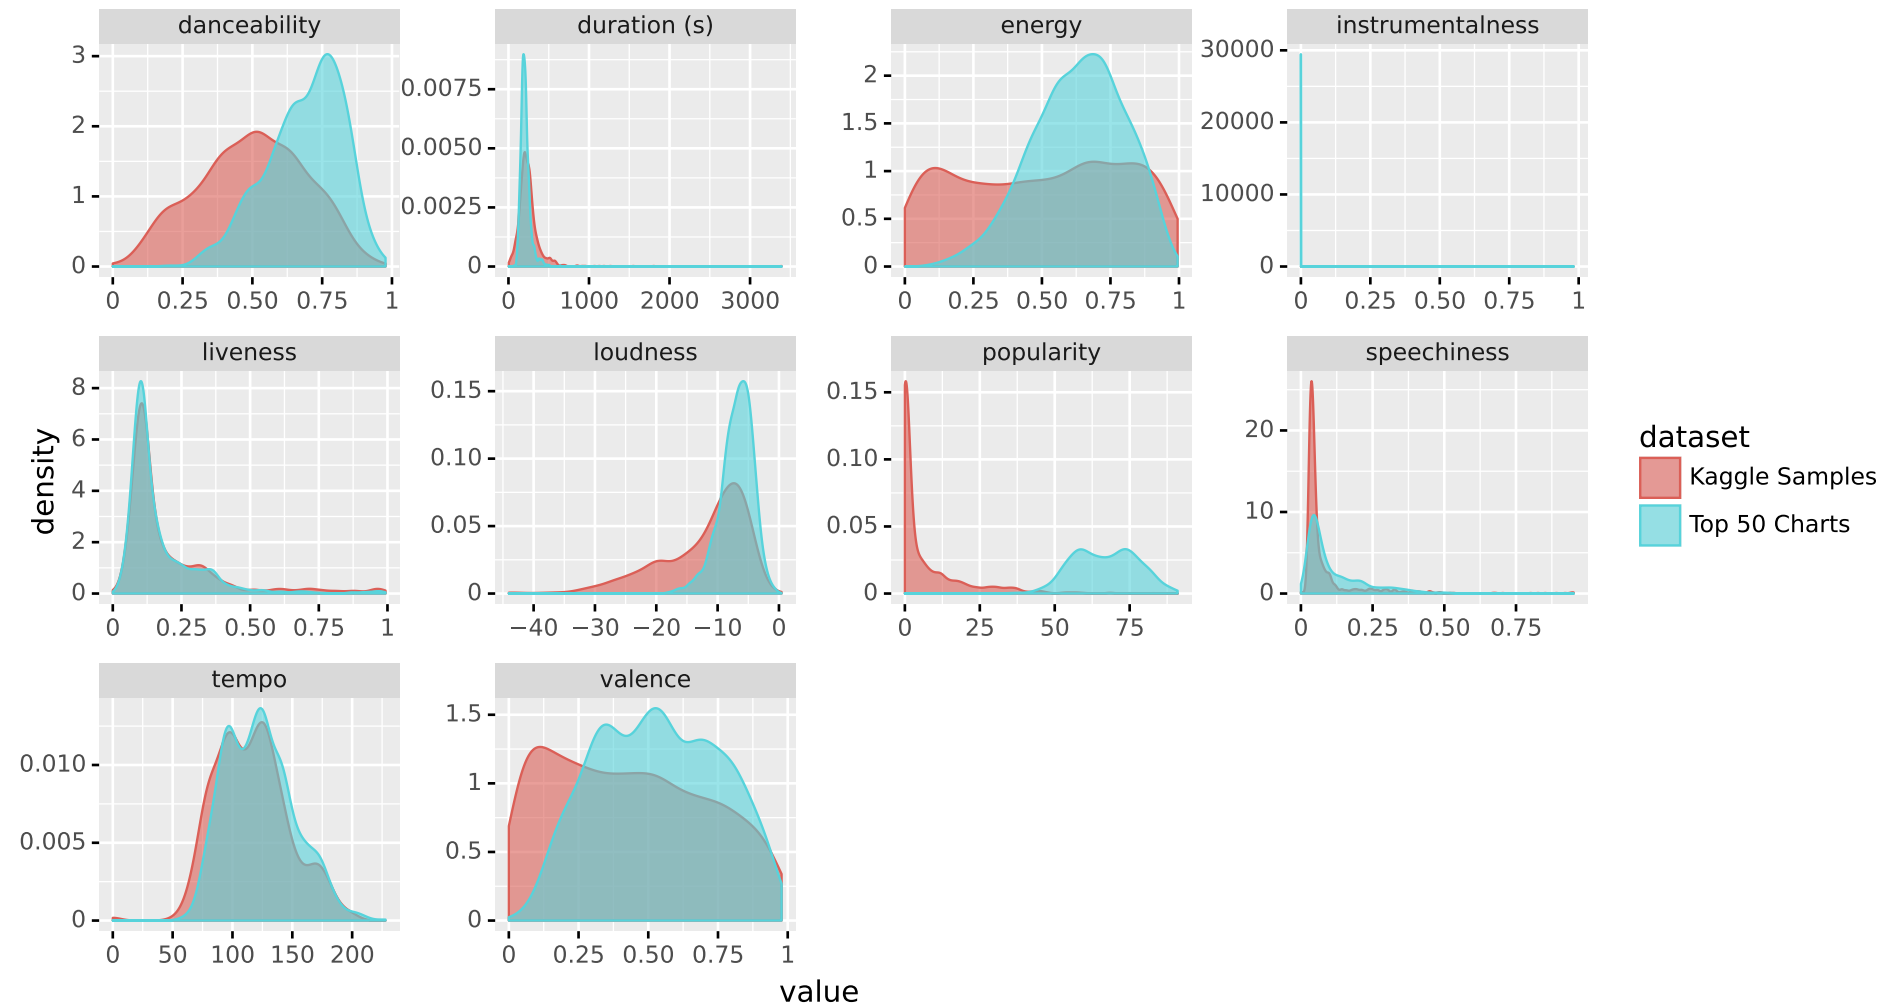 danceability
duration (s)
energy
instrumentalness
3
2
1
0
0 0.25 0.50 0.75 1
0.0075
0.0050
0.0025
0
0 1000 2000 3000
2
1.5
1
0.5
0
0 0.25 0.50 0.75 1
30000
20000
10000
0
0 0.25 0.50 0.75 1
liveness
loudness
popularity
speechiness
8
6
4
2
0
0 0.25 0.50 0.75 1
0.15
0.10
0.05
0
−40 −30 −20 −10 0
0.15
0.10
0.05
0
0 25 50 75
20
10
0
0 0.25 0.50 0.75
tempo
valence
0.010
0.005
0
0 50 100 150 200
1.5
1
0.5
0
0 0.25 0.50 0.75 1
density
value
dataset
Kaggle Samples
Top 50 Charts